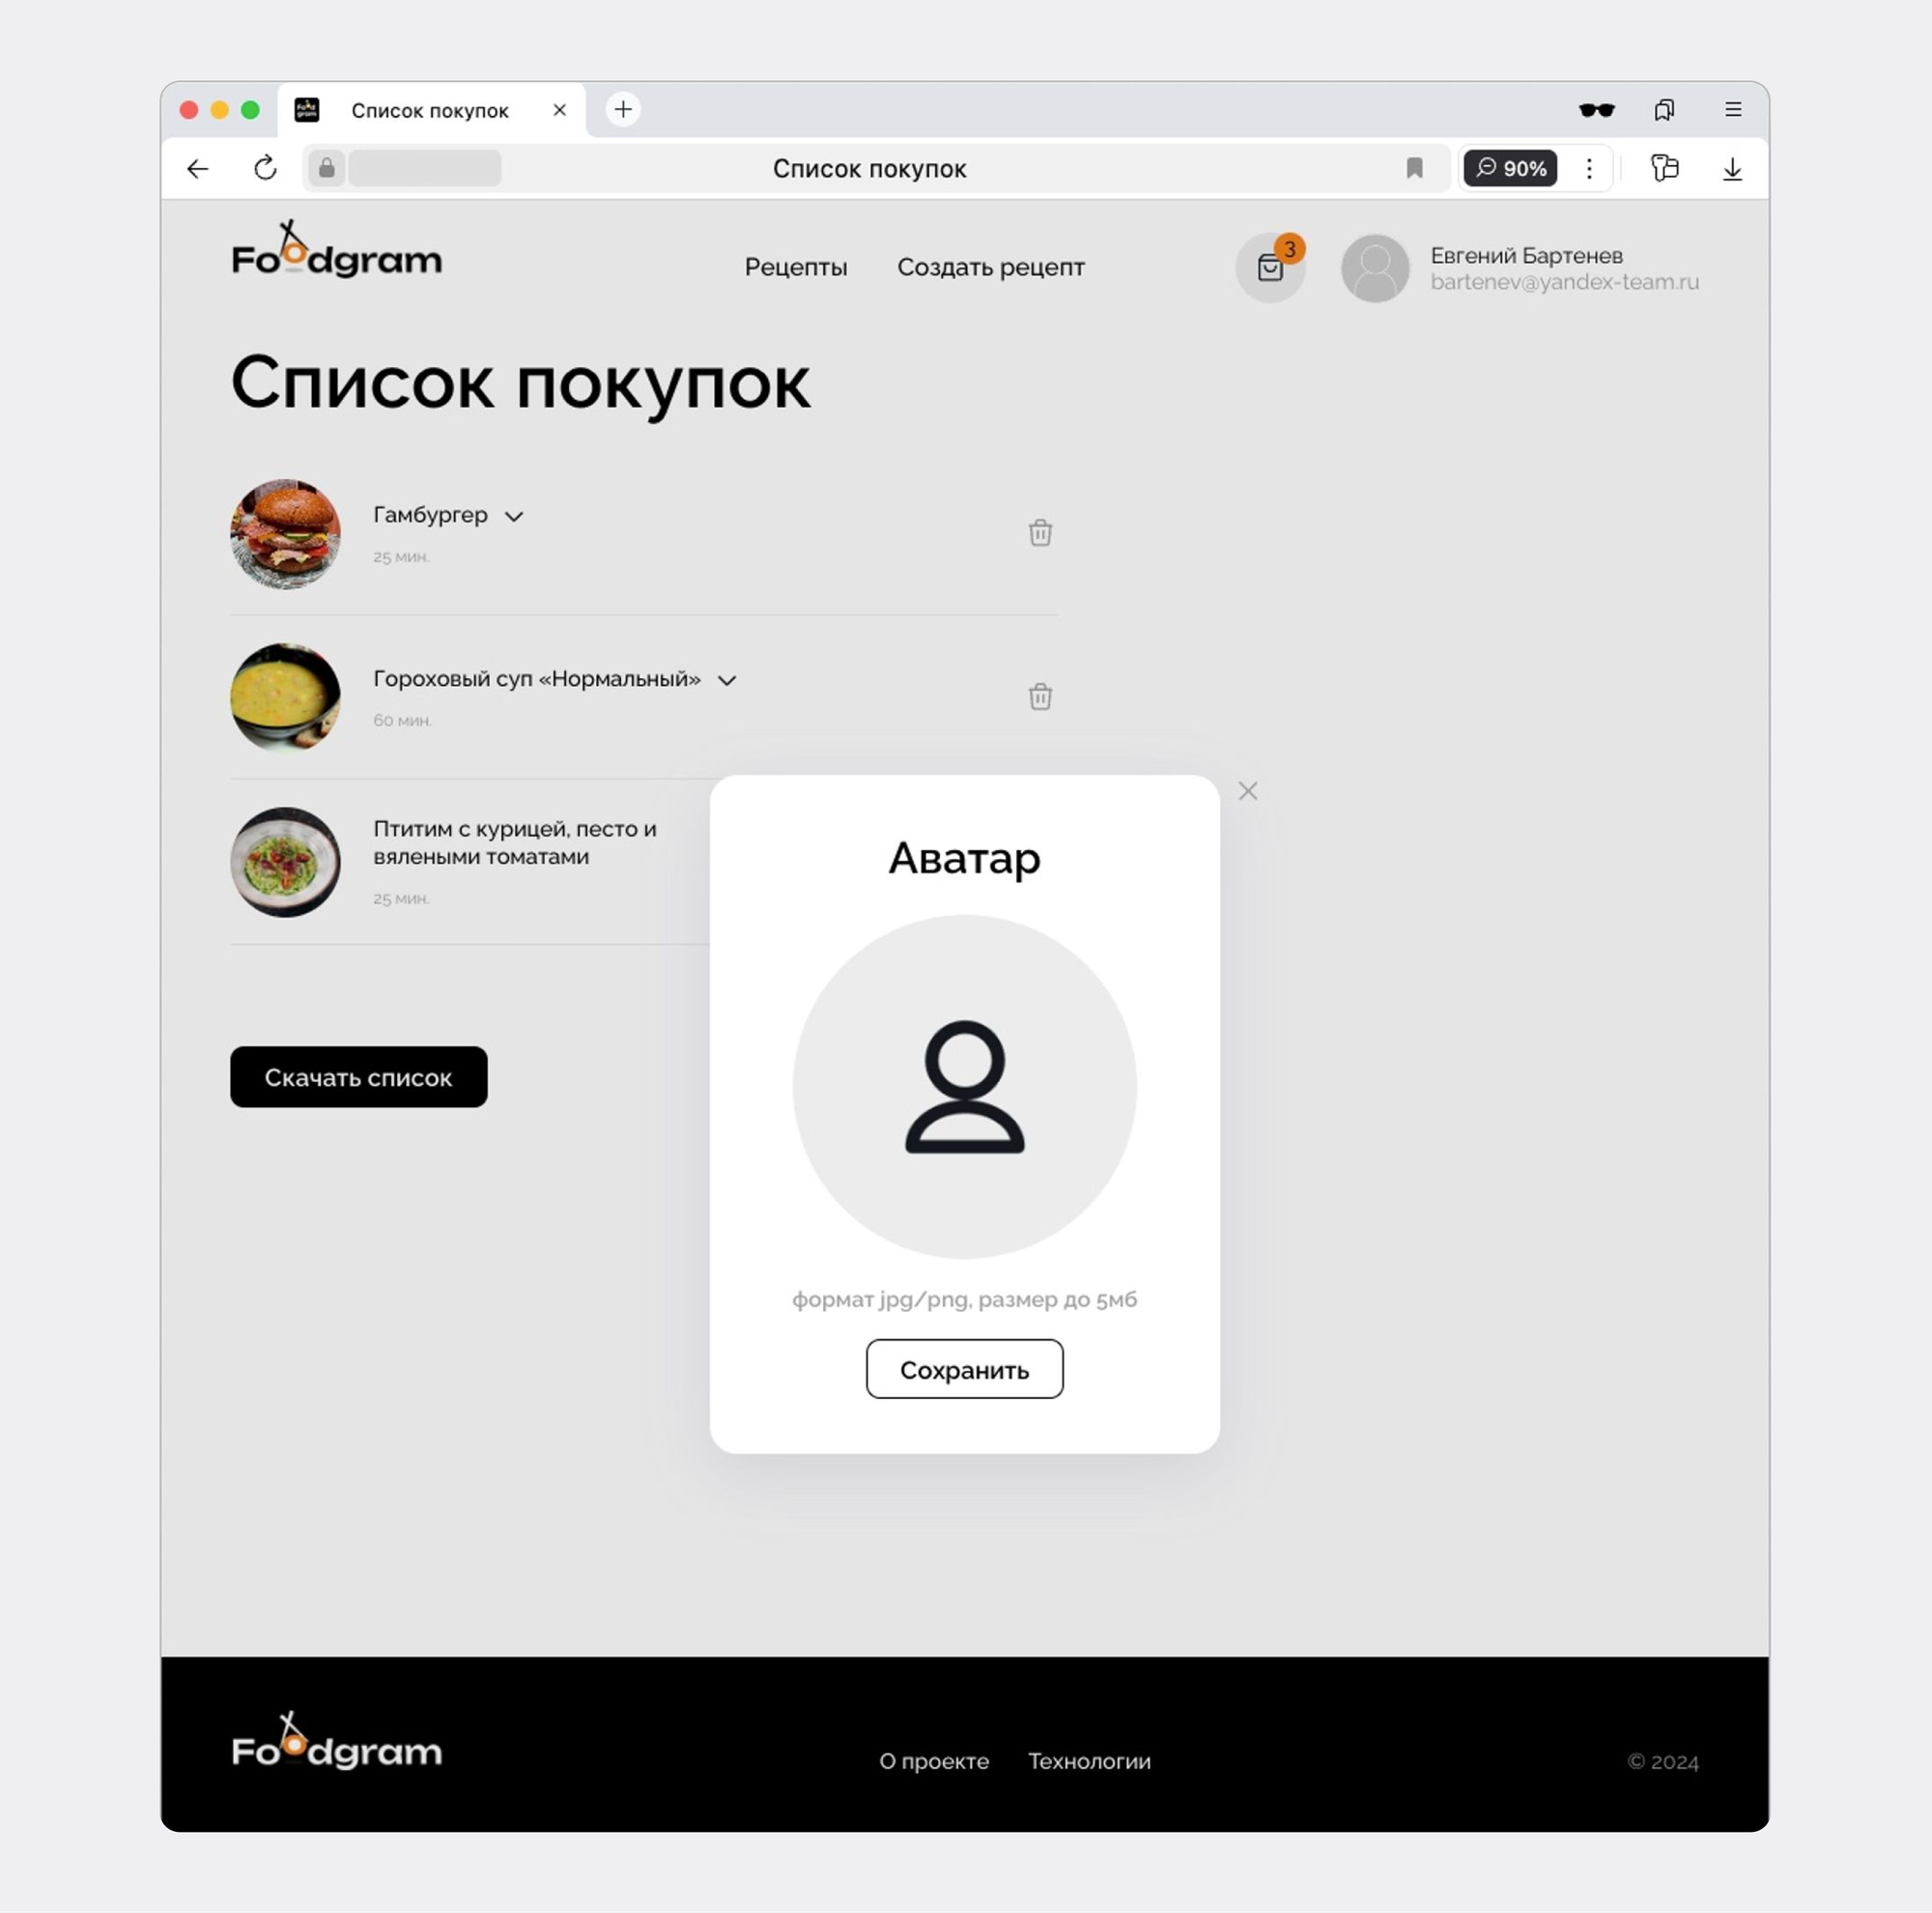 Список покупок
Список покупок
90%
Foodgram
Рецепты
Создать рецепт
3
Евгений Бартенев
bartenev@yandex-team.ru
Список покупок
Гамбургер
25 мин.
Гороховый суп «Нормальный»
60 мин.
Птитим с курицей, песто и
вялеными томатами
25 мин.
Скачать список
Аватар
формат jpg/png, размер до 5мб
Сохранить
Foodgram
О проекте
Технологии
© 2024